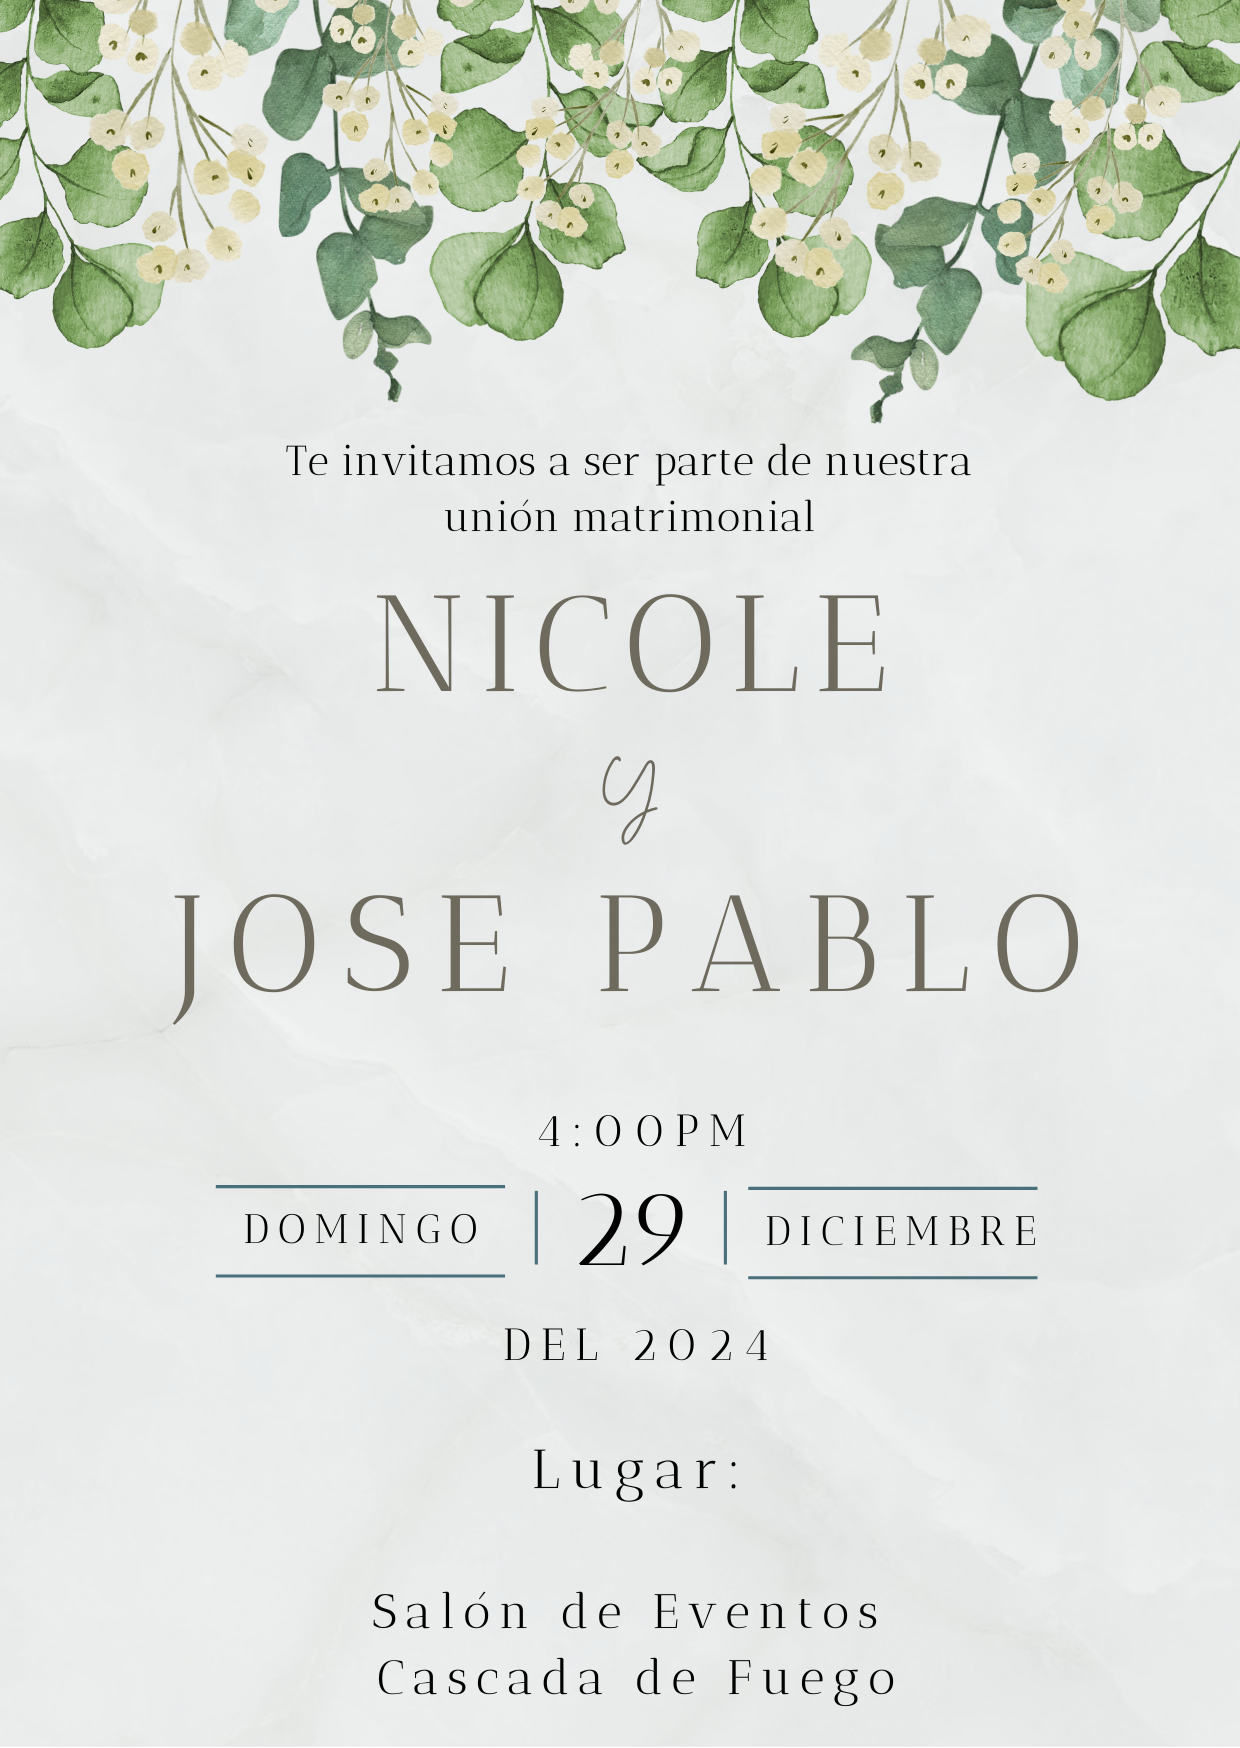 Te invitamos a ser parte de nuestra
unión matrimonial
NICOLE
y
JOSE PABLO
4:00PM
DOMINGO 29 DICIEMBRE
DEL 2024
Lugar:
Salón de Eventos
Cascada de Fuego